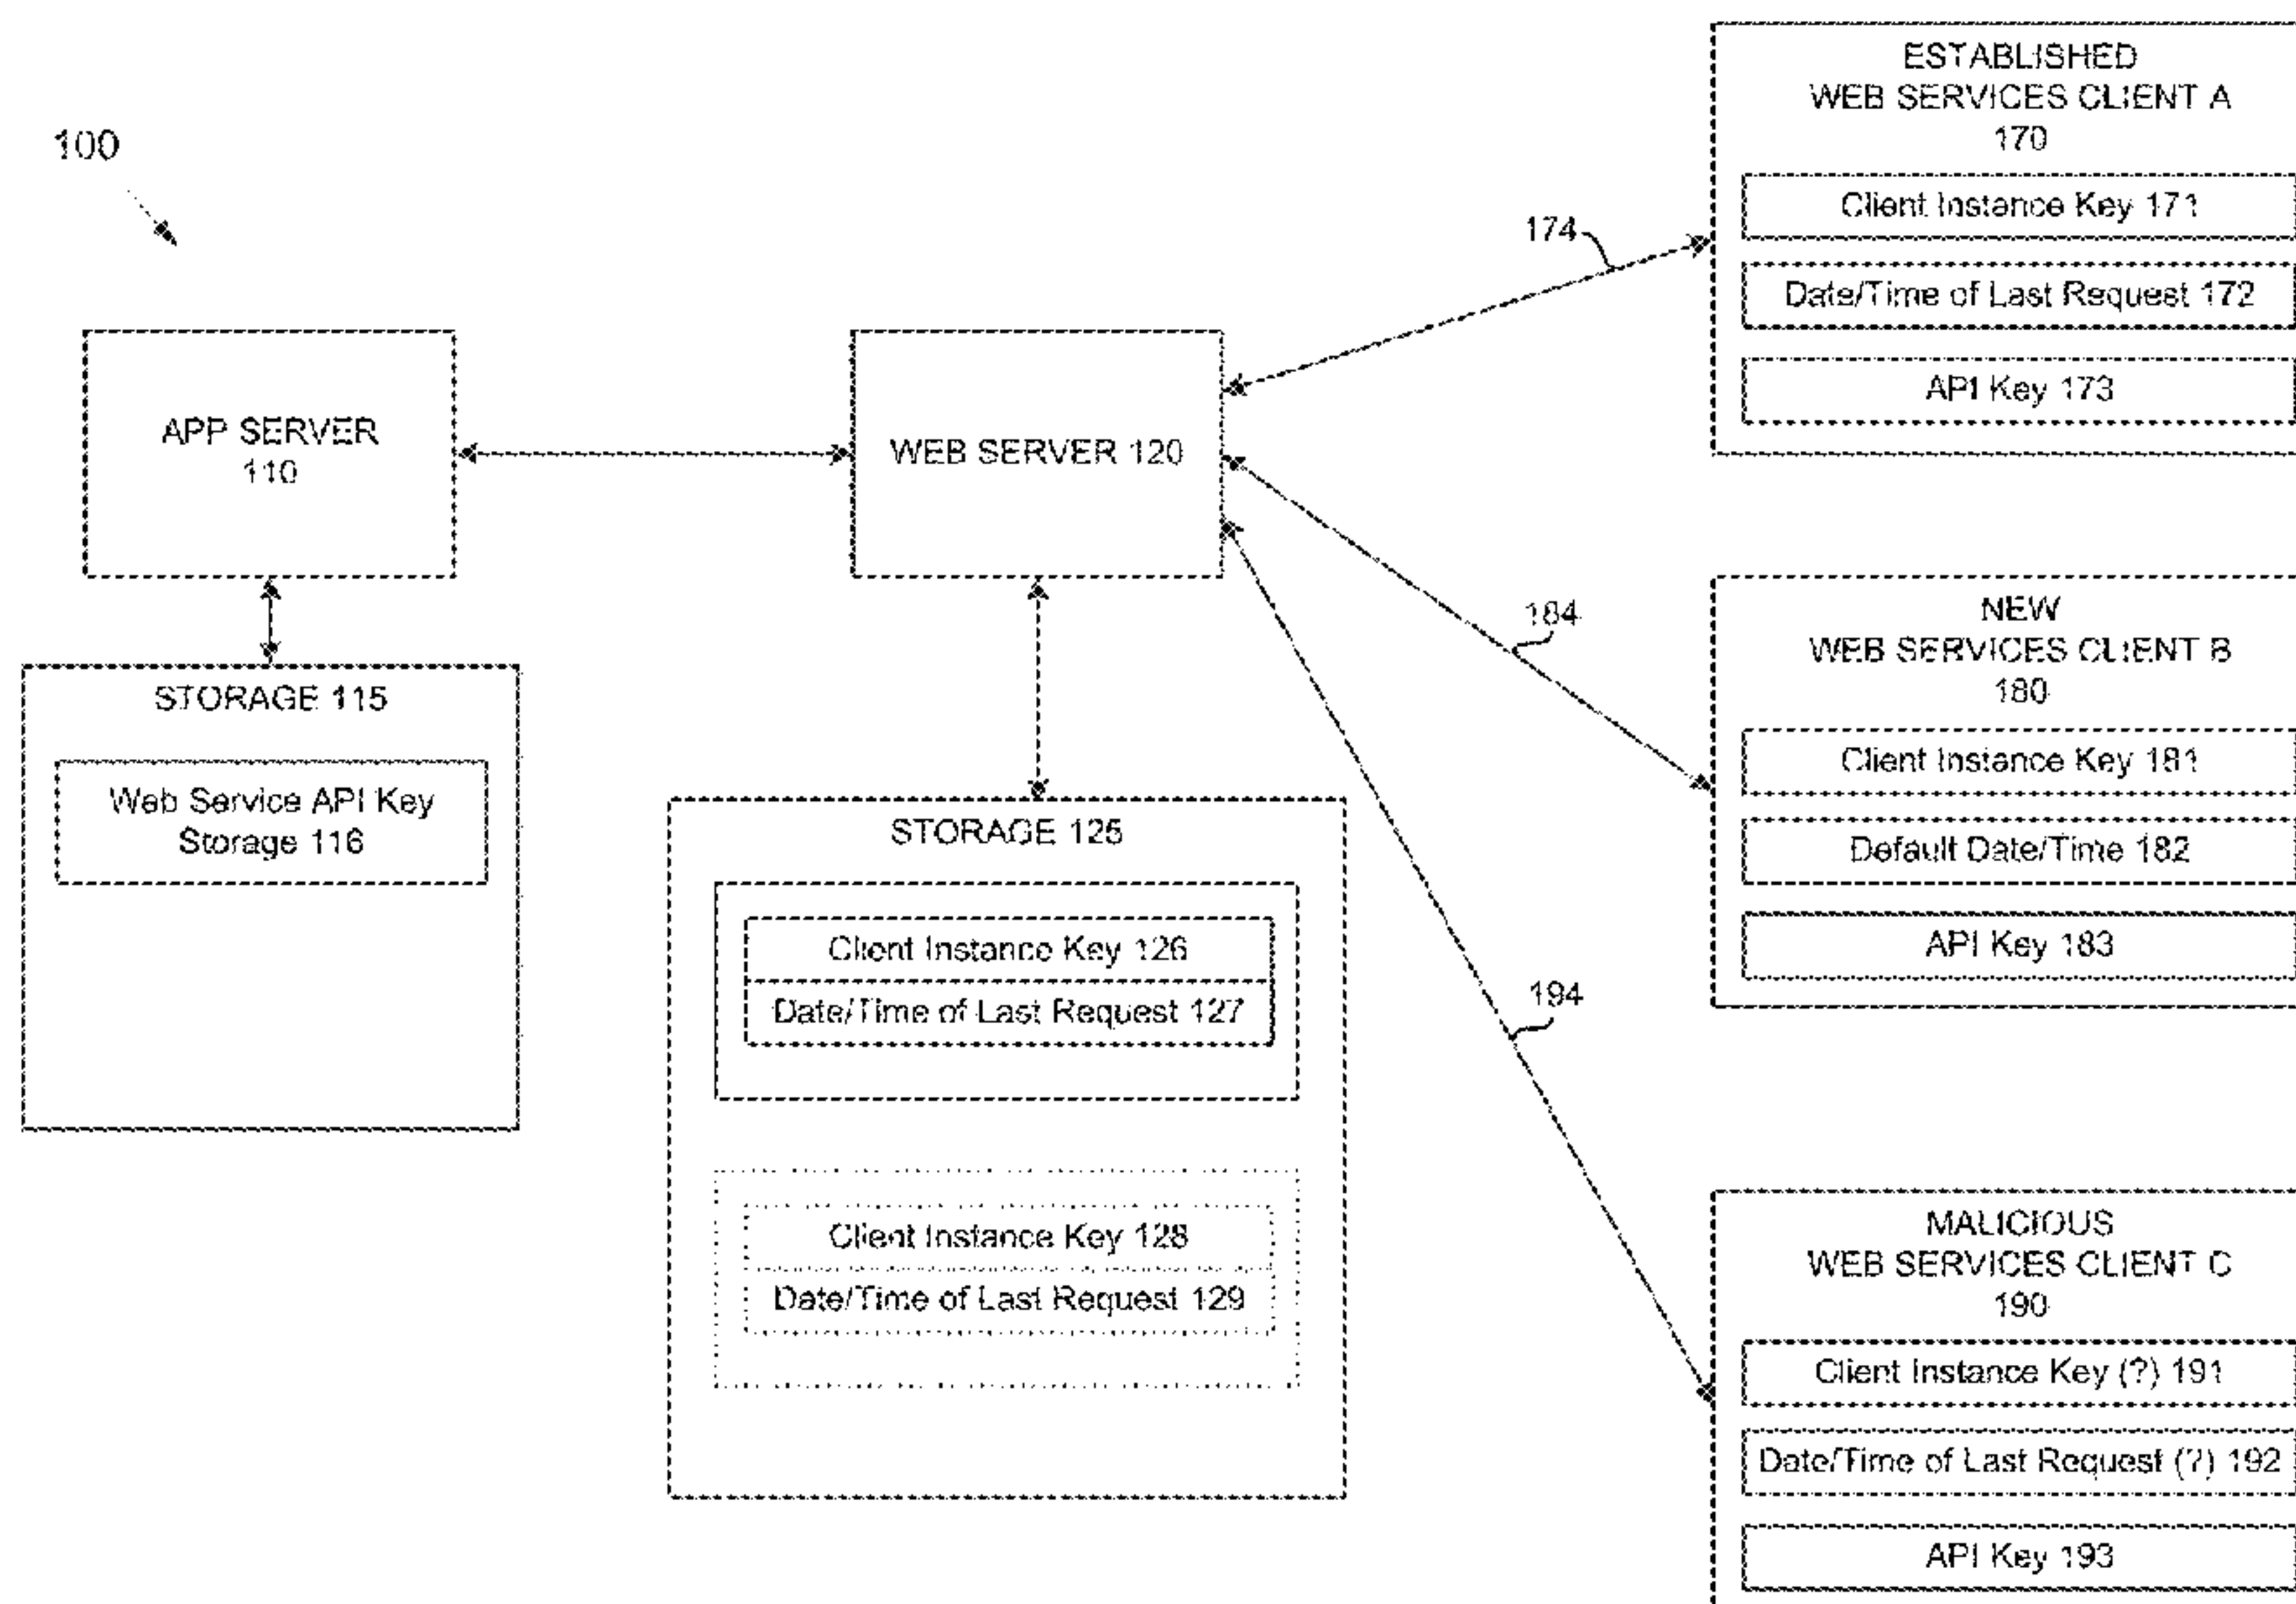 100
APP SERVER
110
STORAGE 115
Web Service API Key
Storage 116
WEB SERVER 120
STORAGE 125
Client Instance Key 126
Date/Time of Last Request 127
Client Instance Key 128
Date/Time of Last Request 129
174
184
194
ESTABLISHED
WEB SERVICES CLIENT A
170
Client Instance Key 171
Date/Time of Last Request 172
API Key 173
NEW
WEB SERVICES CLIENT B
180
Client Instance Key 181
Default Date/Time 182
API Key 183
MALICIOUS
WEB SERVICES CLIENT C
190
Client Instance Key (?) 191
Date/Time of Last Request (?) 192
API Key 193